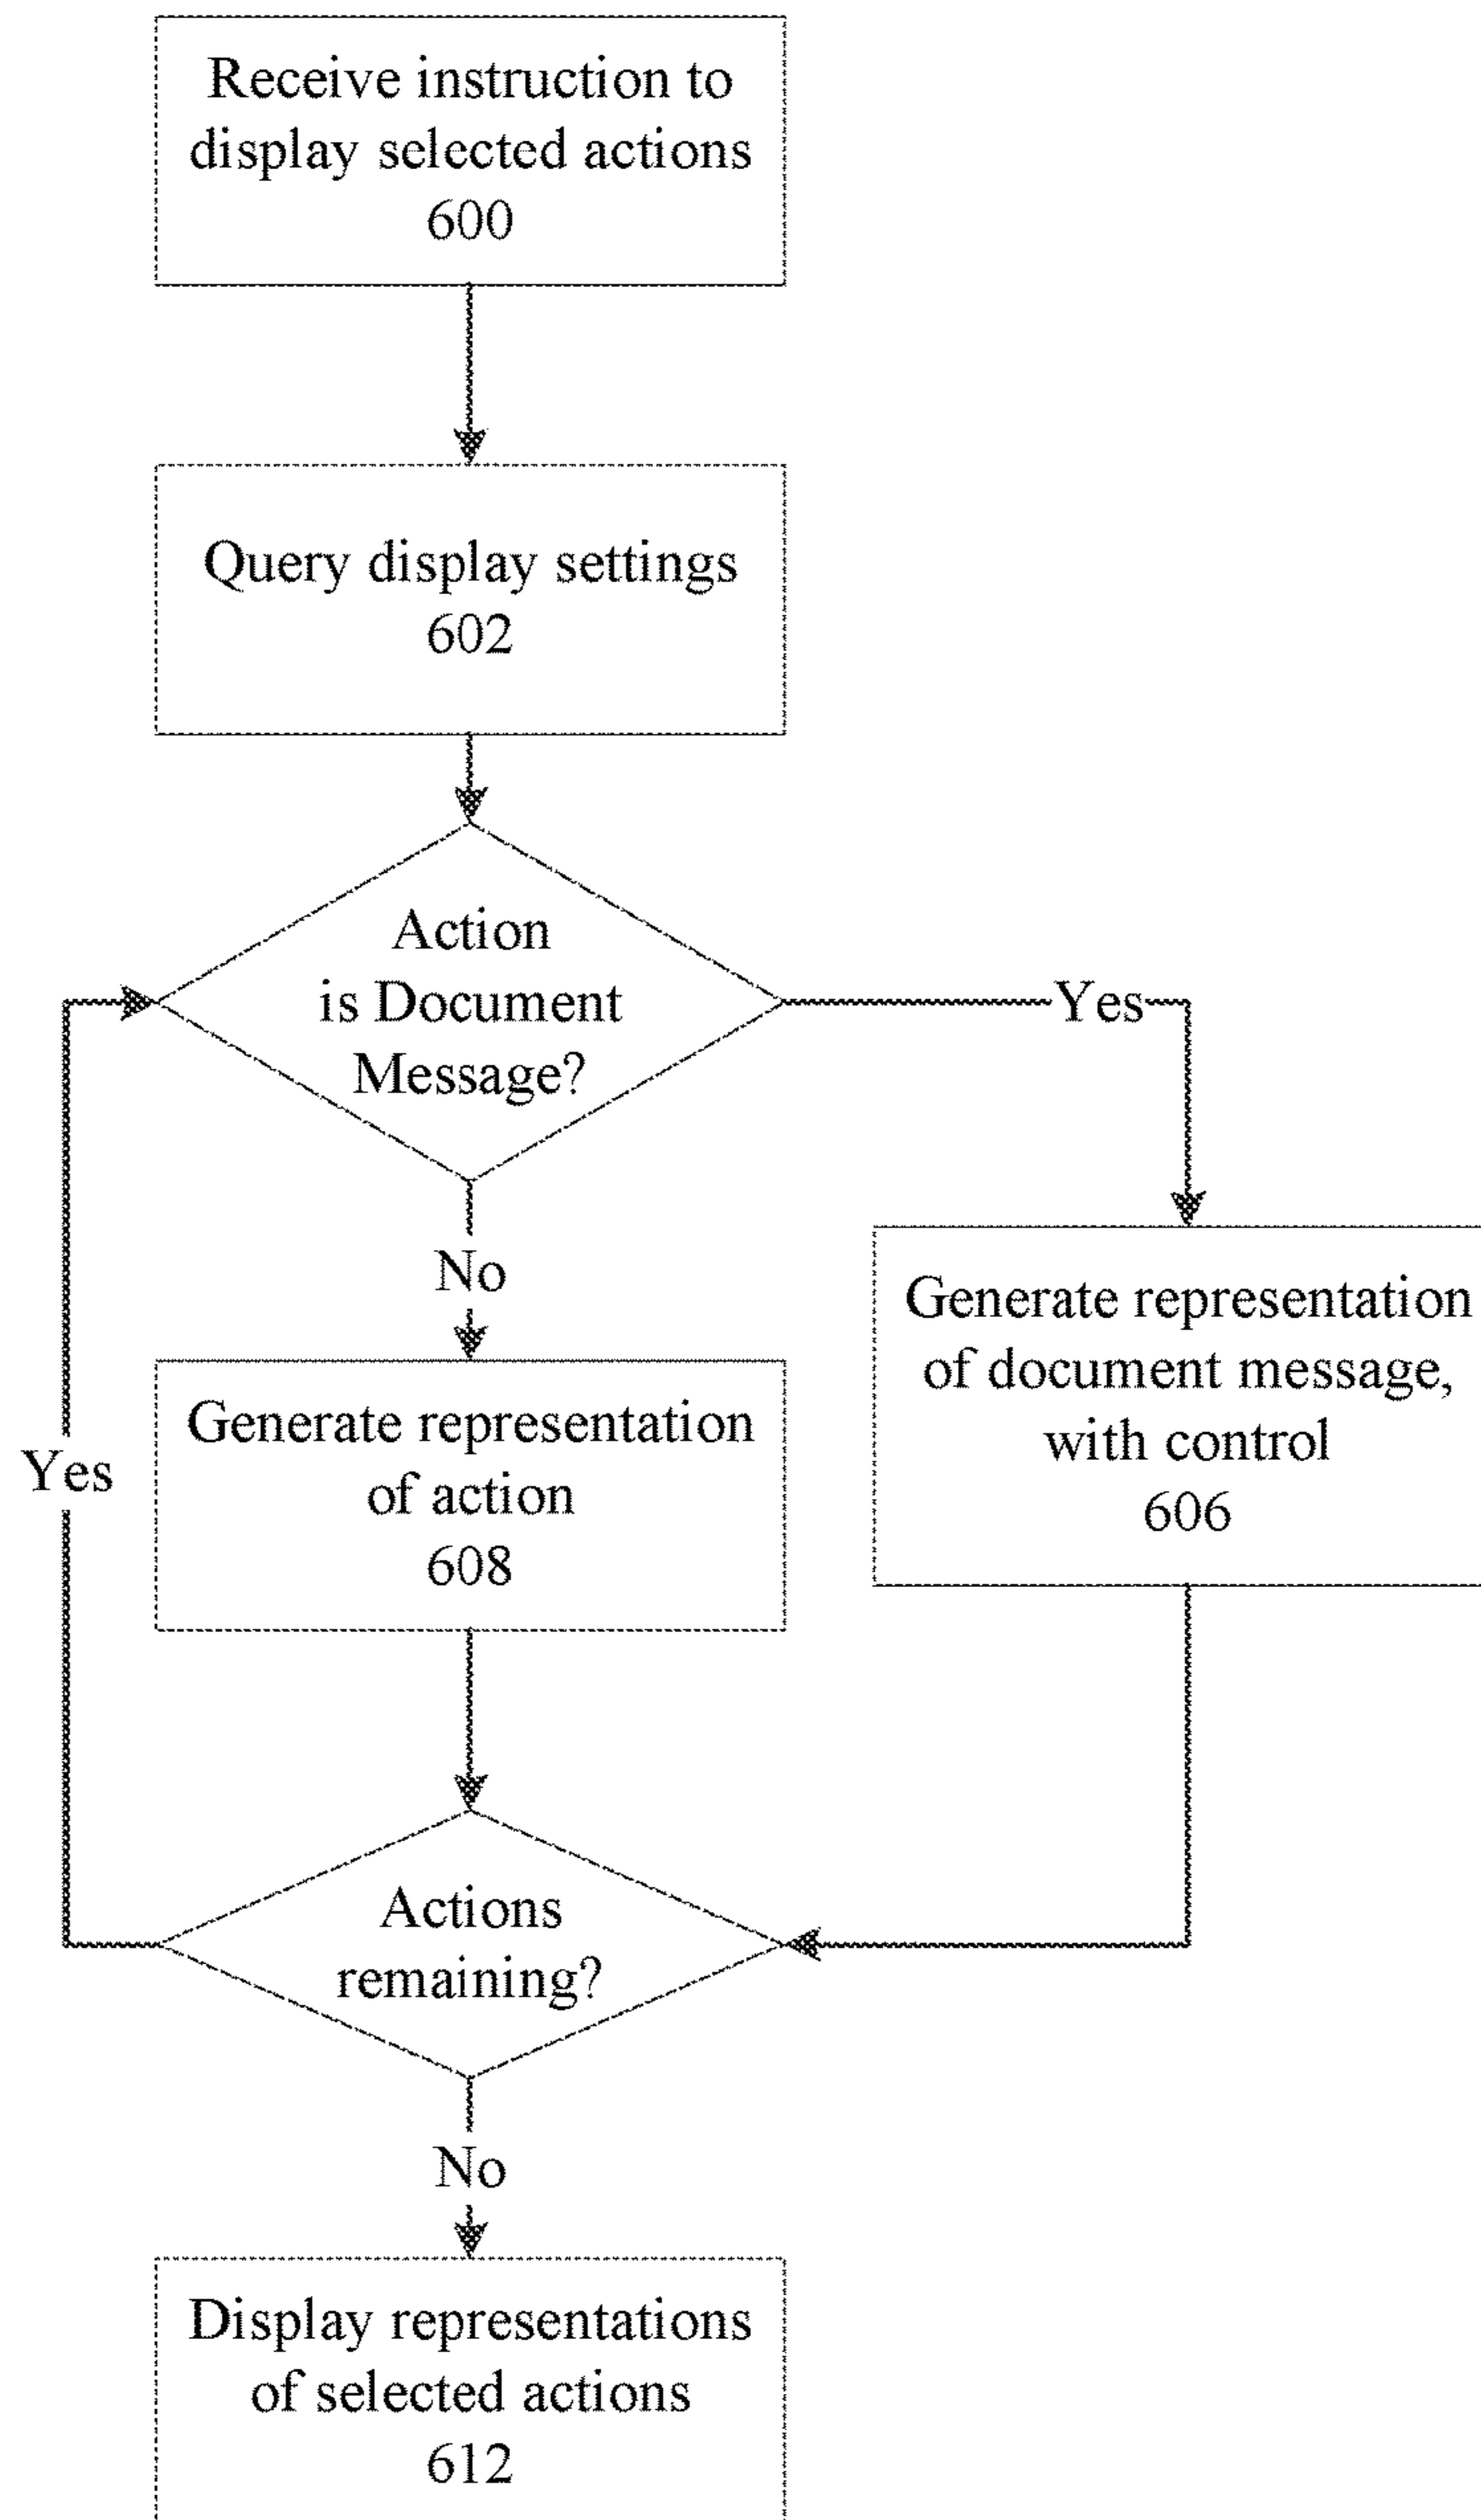 Receive instruction to
display selected actions
600
Query display settings
602
Action
is Document
Message?
Yes
No
Generate representation
of document message,
with control
606
Generate representation
of action
608
Yes
Actions
remaining?
No
Display representations
of selected actions
612